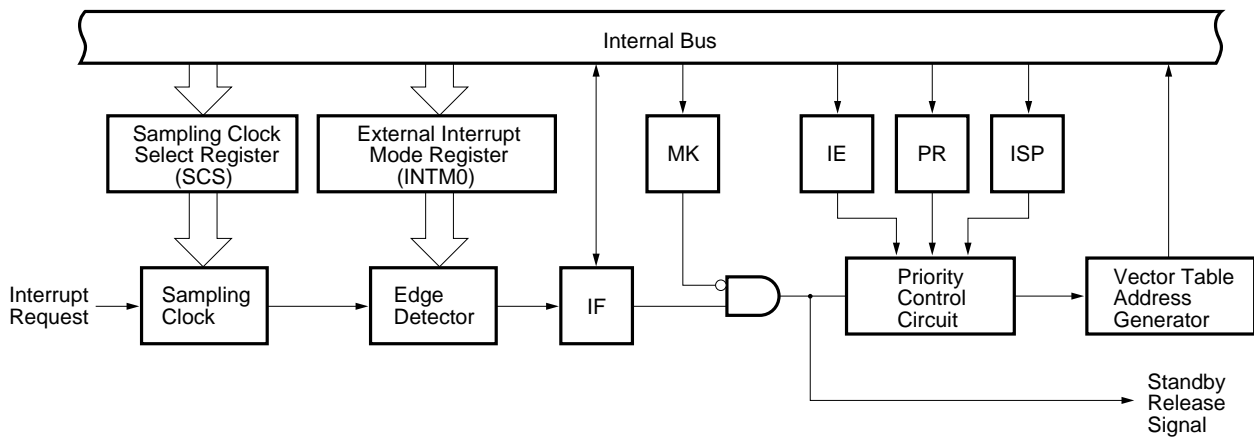 Internal Bus
Sampling Clock
Select Register
(SCS)
External Interrupt
Mode Register
(INTM0)
MK
IE
PR
ISP
Interrupt
Request
Sampling
Clock
Edge
Detector
IF
Priority
Control
Circuit
Vector Table
Address
Generator
Standby
Release
Signal